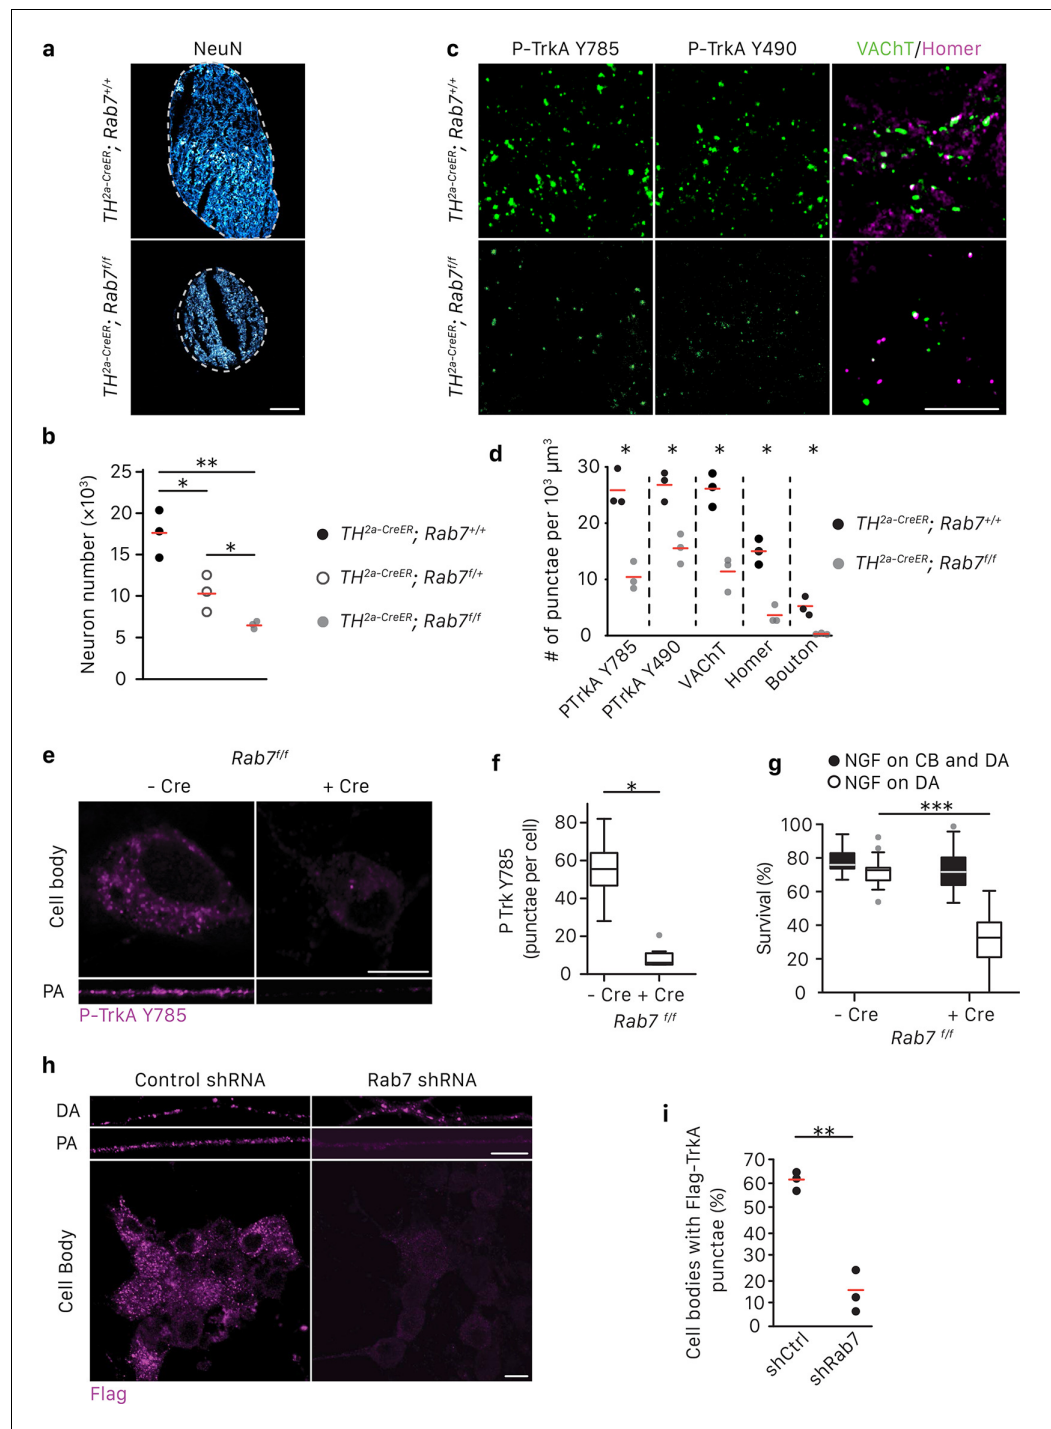 a
NeuN
TH2a-CreER; Rab7+/+
TH2a-CreER; Rab7f/f
b
Neuron number (×10³)
25
20
15
10
5
0
**
*
*
TH2a-CreER; Rab7+/+
TH2a-CreER; Rab7f/+
TH2a-CreER; Rab7f/f
c
P-TrkA Y785
P-TrkA Y490
VAChT/Homer
TH2a-CreER; Rab7+/+
TH2a-CreER; Rab7f/f
d
# of punctae per 10³ µm³
30
20
10
0
* * * * *
PTrkA Y785
PTrkA Y490
VAChT
Homer
Bouton
TH2a-CreER; Rab7+/+
TH2a-CreER; Rab7f/f
e
Rab7f/f
- Cre
+ Cre
Cell body
PA
P-TrkA Y785
f
P Trk Y785
(punctae per cell)
80
60
40
20
0
*
- Cre + Cre
Rab7 f/f
g
NGF on CB and DA
NGF on DA
***
Survival (%)
100
80
60
40
20
0
- Cre
+ Cre
Rab7 f/f
h
Control shRNA
Rab7 shRNA
DA
PA
Cell Body
Flag
i
**
Cell bodies with Flag-TrkA
punctae (%)
70
60
50
40
30
20
10
0
shCtrl
shRab7